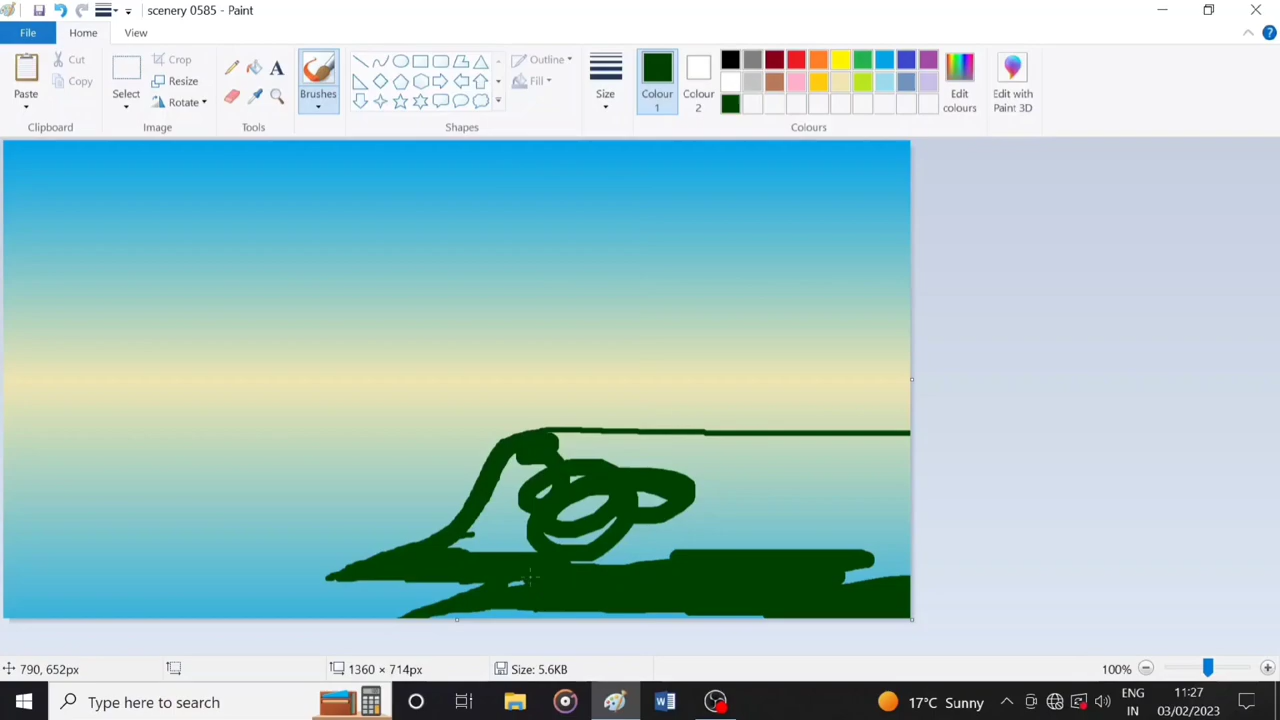 scenery 0585 - Paint
File Home View
Paste
Cut
Copy
Clipboard
Select
Crop
Resize
Rotate
Image
A
Tools
Brushes
Outline
Fill
Shapes
Size
Colour 1
Colour 2
Edit colours
Edit with Paint 3D
Colours
790, 652px
1360 × 714px
Size: 5.6KB
100%
Type here to search
17°C Sunny
ENG
IN
11:27
03/02/2023